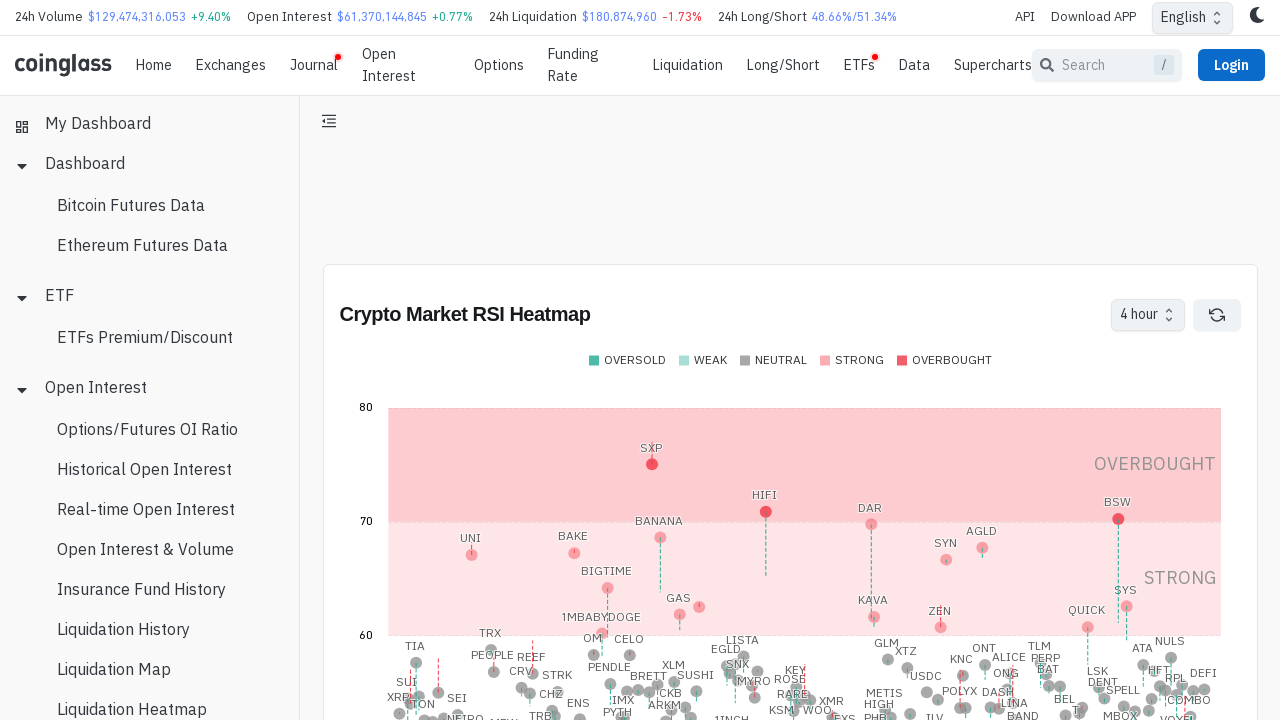 24h Volume $129,474,316,053 +9.40% Open Interest $61,370,144,845 +0.77% 24h Liquidation $180,874,960 -1.73% 24h Long/Short 48.66%/51.34% API Download APP English
coinglass Home Exchanges Journal Open Interest Options Funding Rate Liquidation Long/Short ETFs Data Supercharts Search / Login
My Dashboard
Dashboard
Bitcoin Futures Data
Ethereum Futures Data
ETF
ETFs Premium/Discount
Open Interest
Options/Futures OI Ratio
Historical Open Interest
Real-time Open Interest
Open Interest & Volume
Insurance Fund History
Liquidation History
Liquidation Map
Liquidation Heatmap
Crypto Market RSI Heatmap 4 hour
OVERSOLD WEAK NEUTRAL STRONG OVERBOUGHT
80
SXP
OVERBOUGHT
HIFI
BSW
DAR
70
BANANA
AGLD
UNI
BAKE
SYN
BIGTIME
STRONG
SYS
GAS
KAVA
QUICK
ZEN
1MBABYDOGE
60
TRX
OM
CELO
LISTA
NULS
TIA
GLM
EGLD
XTZ
ONT
TLM
ATA
PEOPLE
REEF
KNC
ALICE
PERP
PENDLE
XLM
SNX
CRV
STRK
BRETT
SUSHI
KEY
USDC
ONG
BAT
LSK
HFT
DEFI
SUI
MYRO
ROSE
DENT
RPL
XRP
SEI
CHZ
CKB
RARE
METIS
POLYX
DASH
SPELL
TON
ENS
IMX
ARKM
XMR
HIGH
LINA
BEL
COMBO
TRB
PYTH
KSM
WOO
BAND
MBOX
1INCH
ILV